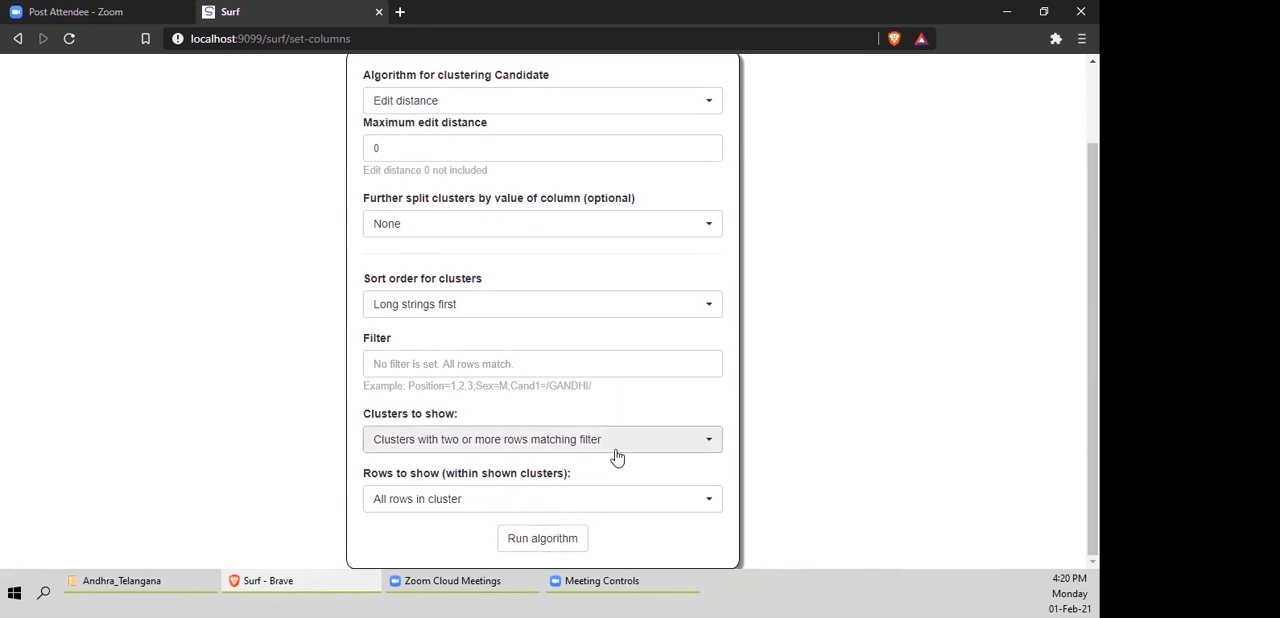 Post Attendee - Zoom
Surf
localhost:9099/surf/set-columns
Algorithm for clustering Candidate
Edit distance
Maximum edit distance
0
Edit distance 0 not included
Further split clusters by value of column (optional)
None
Sort order for clusters
Long strings first
Filter
No filter is set. All rows match.
Example: Position=1,2,3;Sex=M;Cand1=/GANDHI/
Clusters to show:
Clusters with two or more rows matching filter
Rows to show (within shown clusters):
All rows in cluster
Run algorithm
Andhra_Telangana
Surf - Brave
Zoom Cloud Meetings
Meeting Controls
4:20 PM
Monday
01-Feb-21